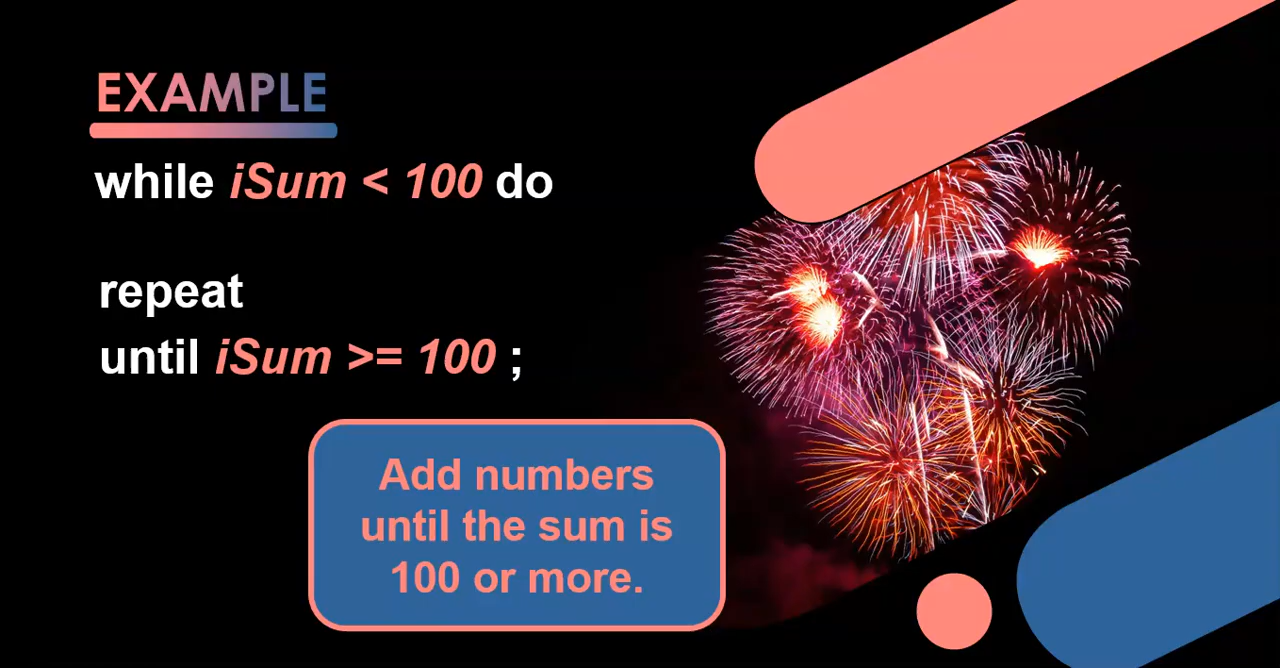 EXAMPLE
while iSum < 100 do
repeat
until iSum >= 100 ;
Add numbers
until the sum is
100 or more.